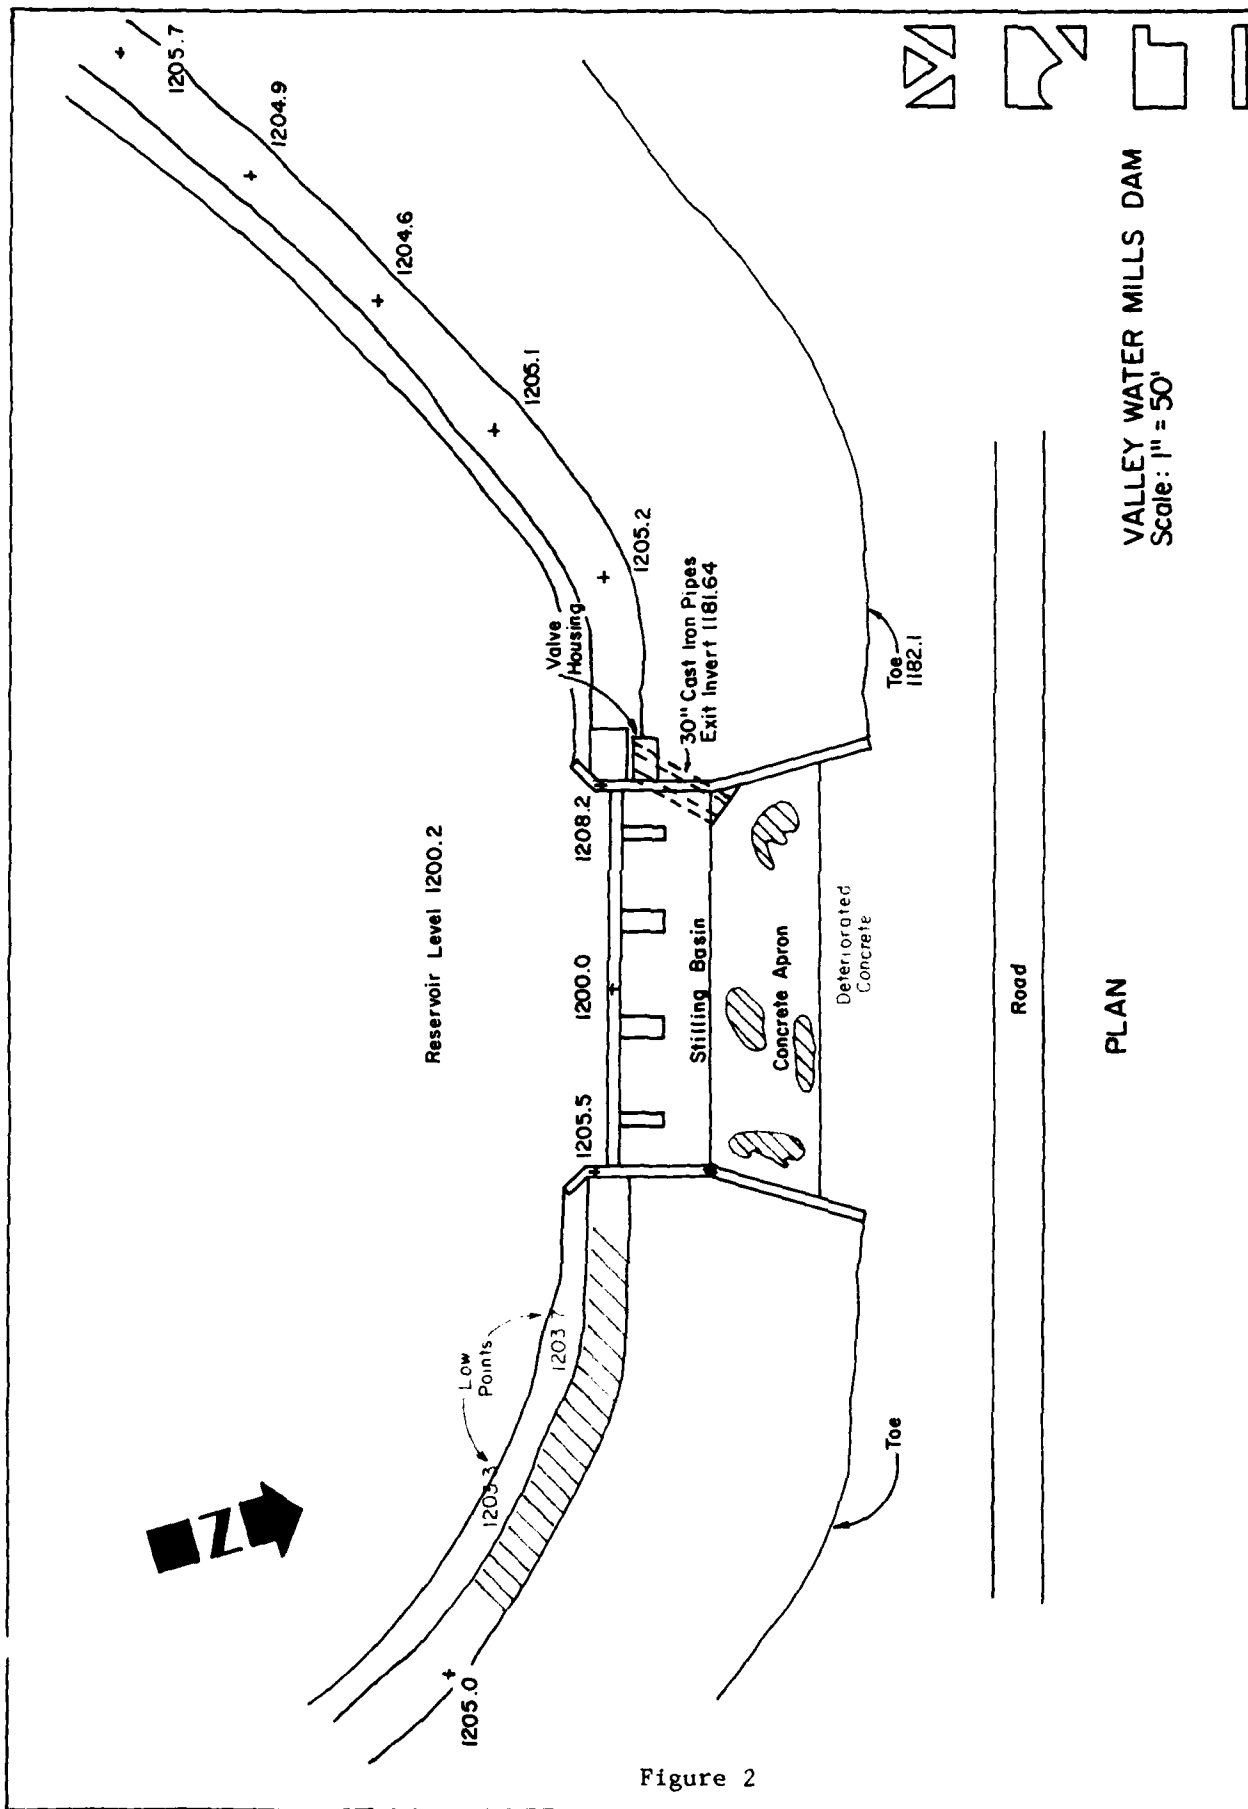 1205.7
1204.9
1204.6
1205.1
1205.2
Valve
Housing
30" Cast Iron Pipes
Exit Invert 1181.64
Toe
1182.1
Reservoir Level 1200.2
1208.2
1200.0
1205.5
Stilling Basin
Concrete Apron
Deteriorated
Concrete
Low
Points
1203.7
1203.3
1205.0
Toe
N
Road
PLAN
VALLEY WATER MILLS DAM
Scale: 1" = 50'
Figure 2